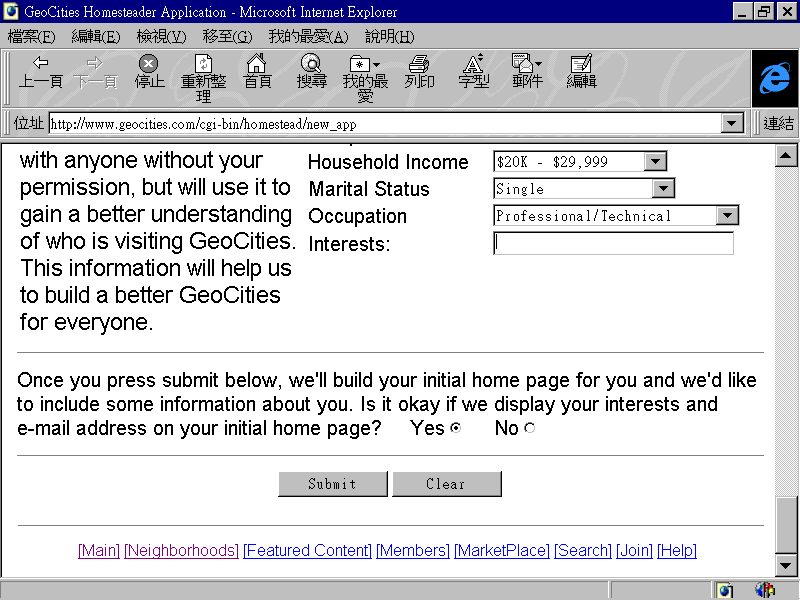 GeoCities Homesteader Application - Microsoft Internet Explorer
檔案(F) 編輯(E) 檢視(V) 移至(G) 我的最愛(A) 說明(H)
上一頁 下一頁 停止 重新整理 首頁 搜尋 我的最愛 列印 字型 郵件 編輯
位址 http://www.geocities.com/cgi-bin/homestead/new_app 連結
with anyone without your
permission, but will use it to
gain a better understanding
of who is visiting GeoCities.
This information will help us
to build a better GeoCities
for everyone.
Household Income $20K - $29,999
Marital Status Single
Occupation Professional/Technical
Interests:
Once you press submit below, we'll build your initial home page for you and we'd like
to include some information about you. Is it okay if we display your interests and
e-mail address on your initial home page? Yes No
Submit Clear
[Main] [Neighborhoods] [Featured Content] [Members] [MarketPlace] [Search] [Join] [Help]